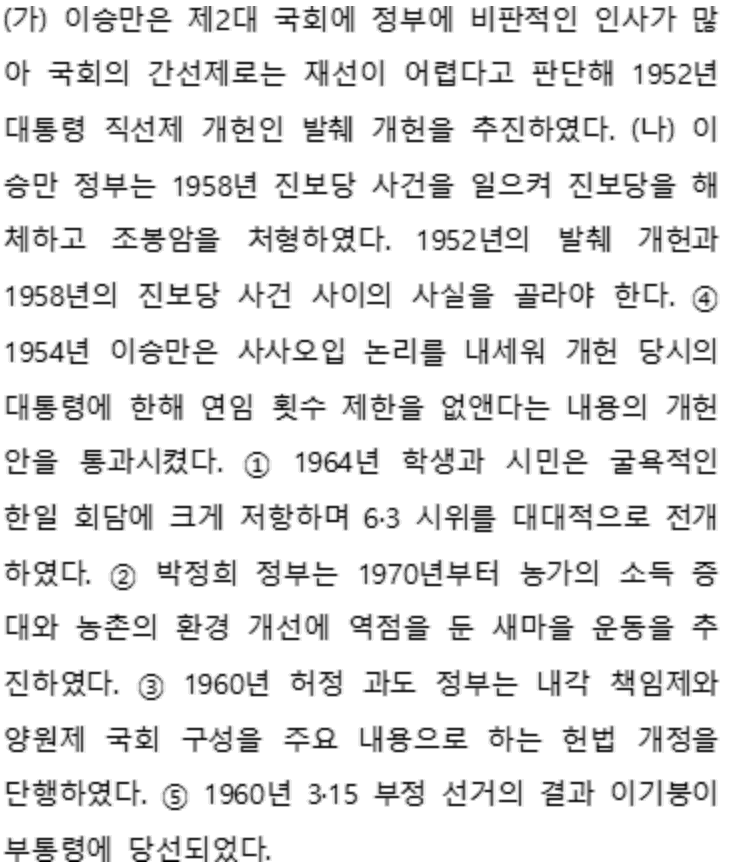 (가) 이승만은 제2대 국회에 정부에 비판적인 인사가 많
아 국회의 간선제로는 재선이 어렵다고 판단해 1952년
대통령 직선제 개헌인 발췌 개헌을 추진하였다. (나) 이
승만 정부는 1958년 진보당 사건을 일으켜 진보당을 해
체하고 조봉암을 처형하였다. 1952년의 발췌 개헌과
1958년의 진보당 사건 사이의 사실을 골라야 한다. ④
1954년 이승만은 사사오입 논리를 내세워 개헌 당시의
대통령에 한해 연임 횟수 제한을 없앤다는 내용의 개헌
안을 통과시켰다. ① 1964년 학생과 시민은 굴욕적인
한일 회담에 크게 저항하며 6·3 시위를 대대적으로 전개
하였다. ② 박정희 정부는 1970년부터 농가의 소득 증
대와 농촌의 환경 개선에 역점을 둔 새마을 운동을 추
진하였다. ③ 1960년 허정 과도 정부는 내각 책임제와
양원제 국회 구성을 주요 내용으로 하는 헌법 개정을
단행하였다. ⑤ 1960년 3·15 부정 선거의 결과 이기붕이
부통령에 당선되었다.